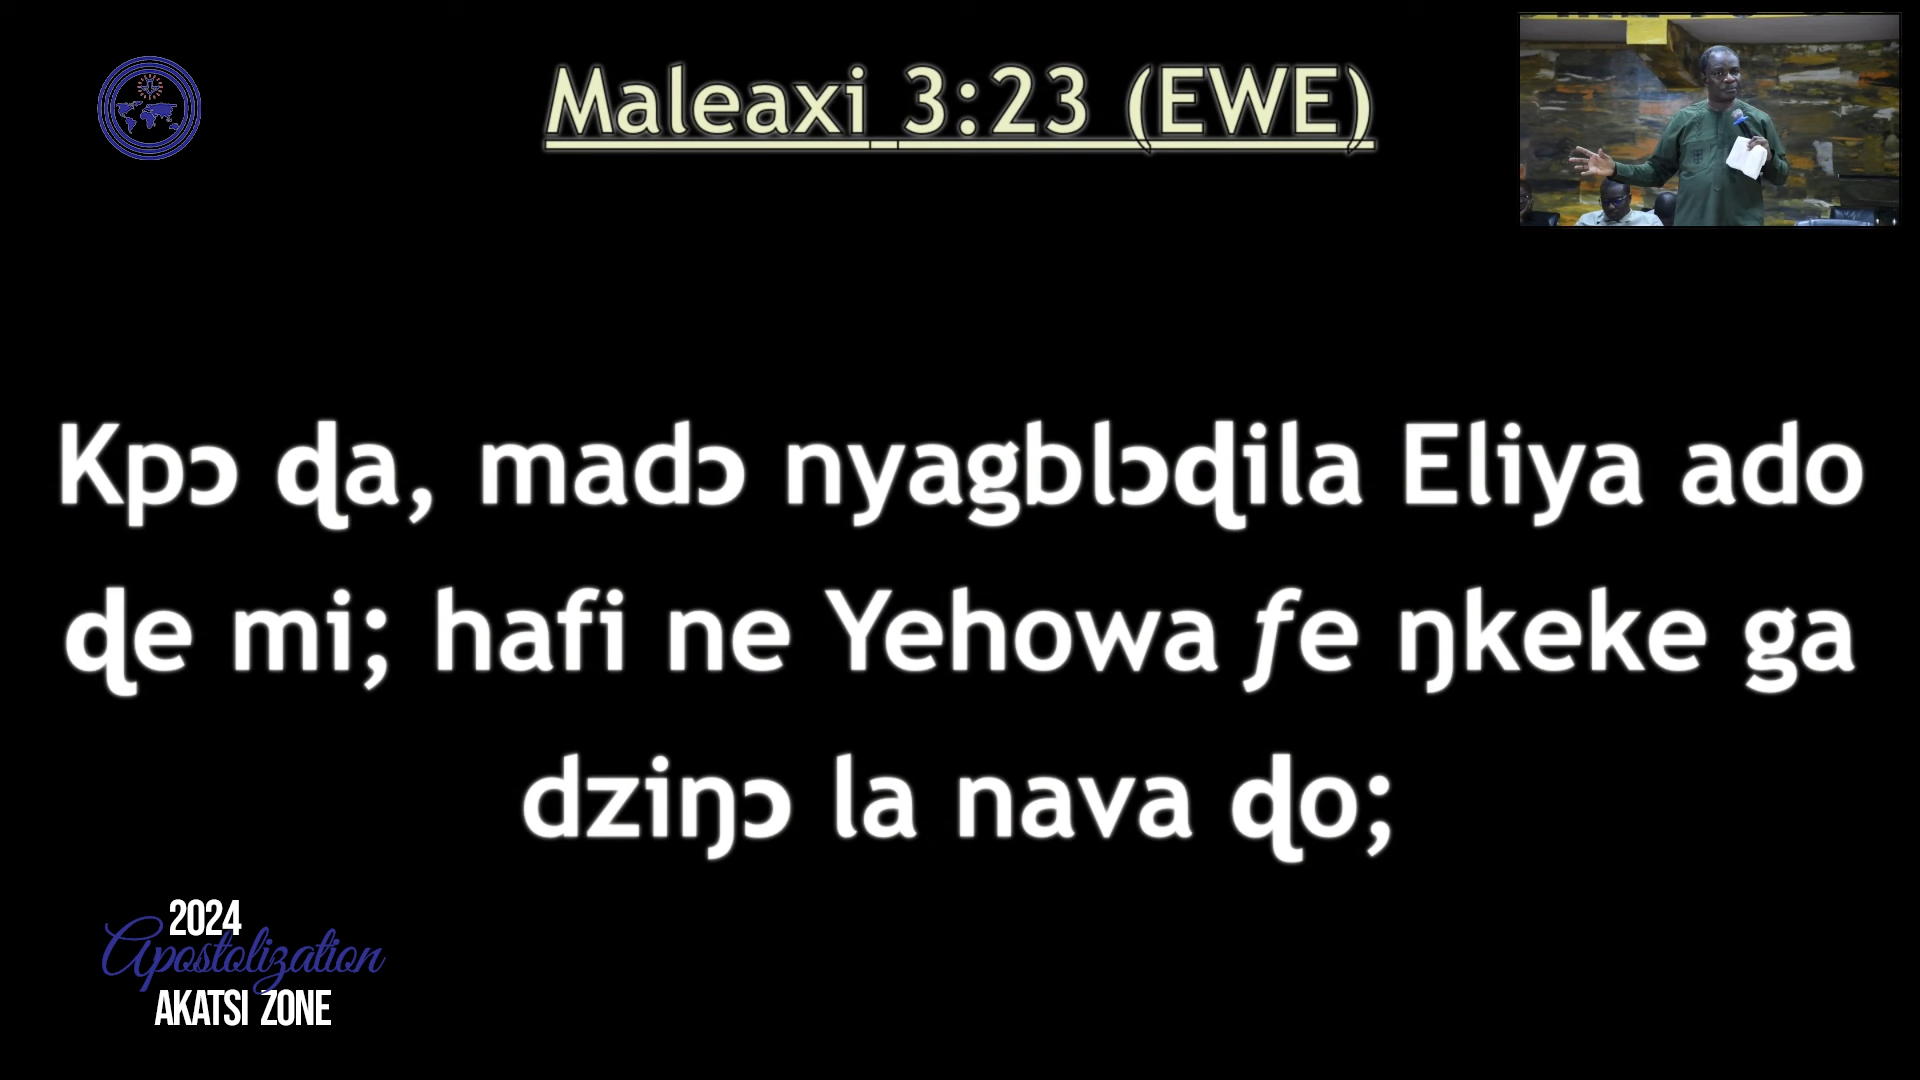 Maleaxi 3:23 (EWE)
Kpɔ ɖa, madɔ nyagblɔɖila Eliya ado
ɖe mi; hafi ne Yehowa ƒe ŋkeke ga
dziŋɔ la nava ɖo;
2024
Apostolization
AKATSI ZONE